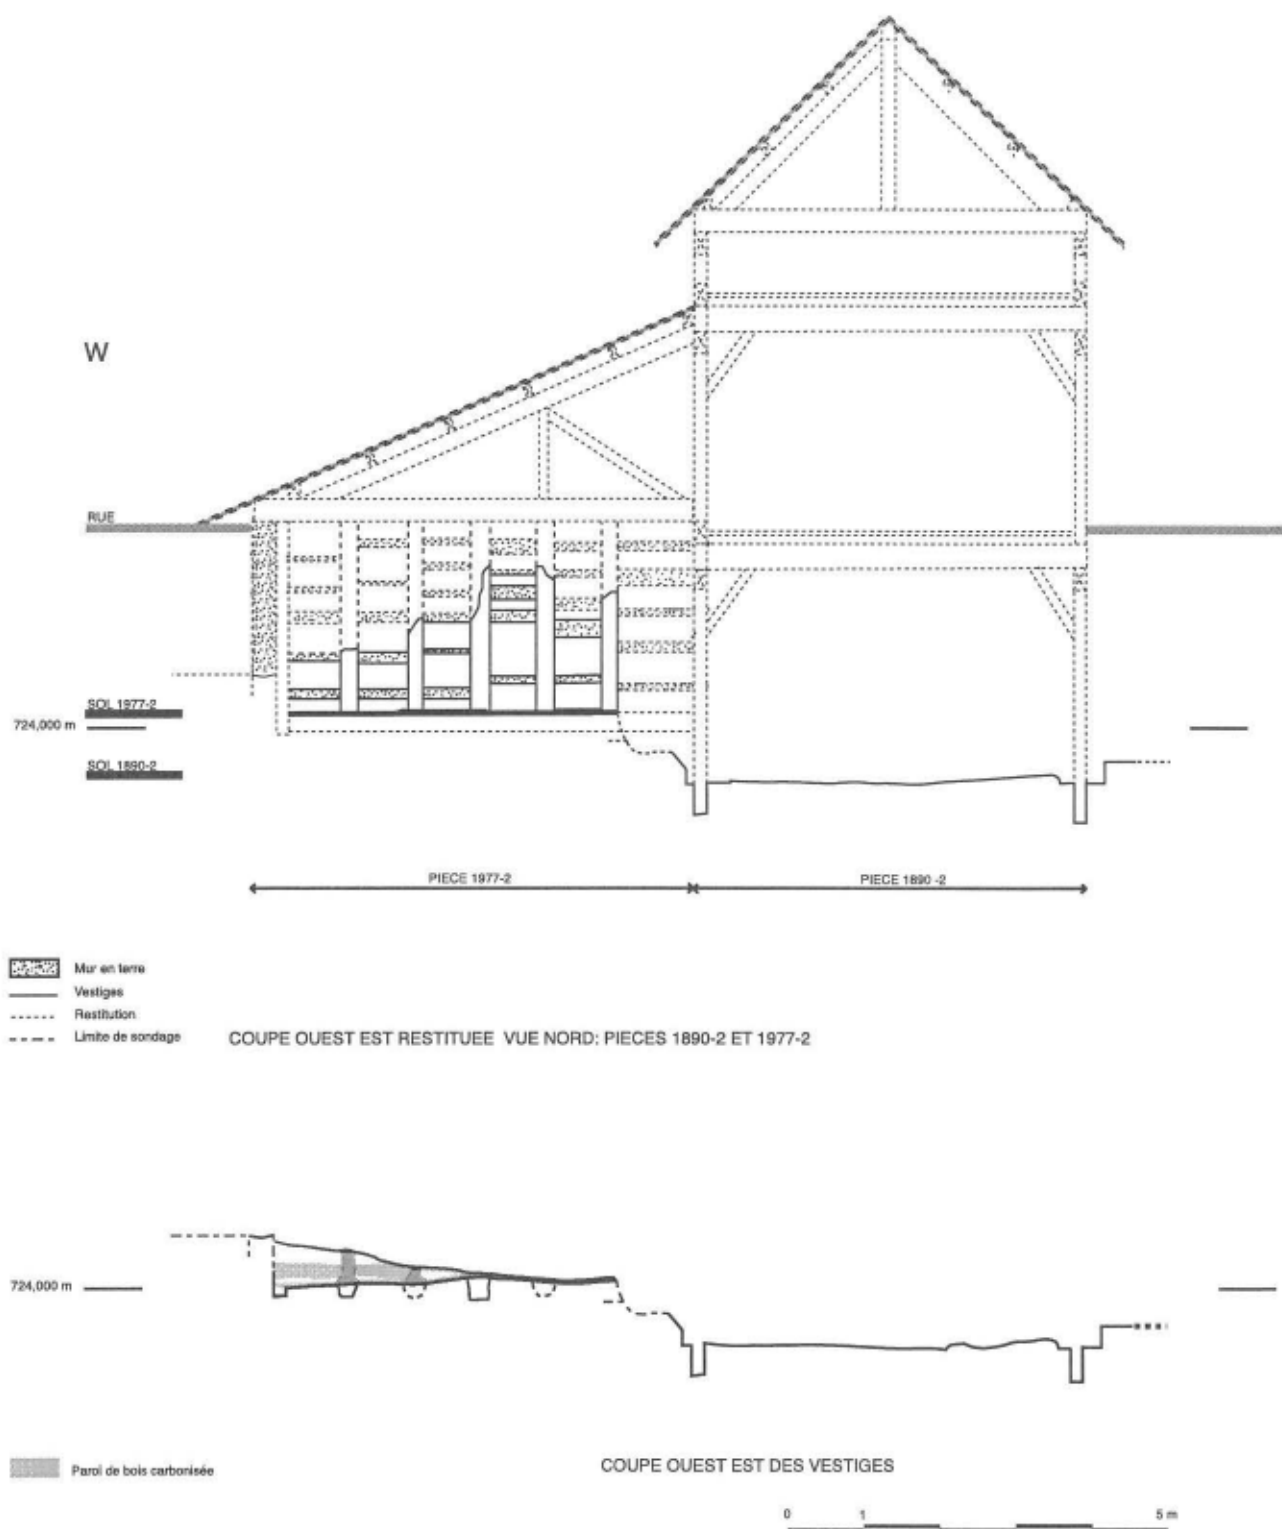 W
RUE
SOL 1977-2
724,000 m
SOL 1890-2
PIECE 1977-2
PIECE 1890 -2
Mur en terre
Vestiges
Restitution
Limite de sondage
COUPE OUEST EST RESTITUEE VUE NORD: PIECES 1890-2 ET 1977-2
724,000 m
Paroi de bois carbonisée
COUPE OUEST EST DES VESTIGES
0 1 5 m